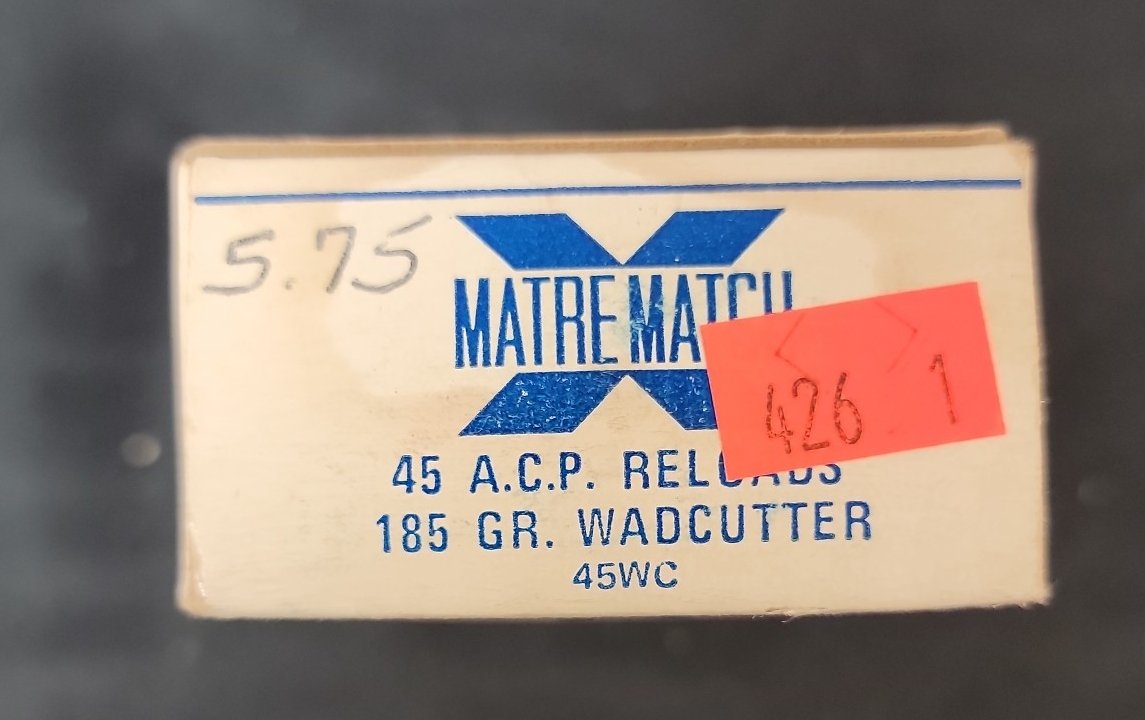 5.75
MATRE MATCH
426 1
45 A.C.P. RELOADS
185 GR. WADCUTTER
45WC